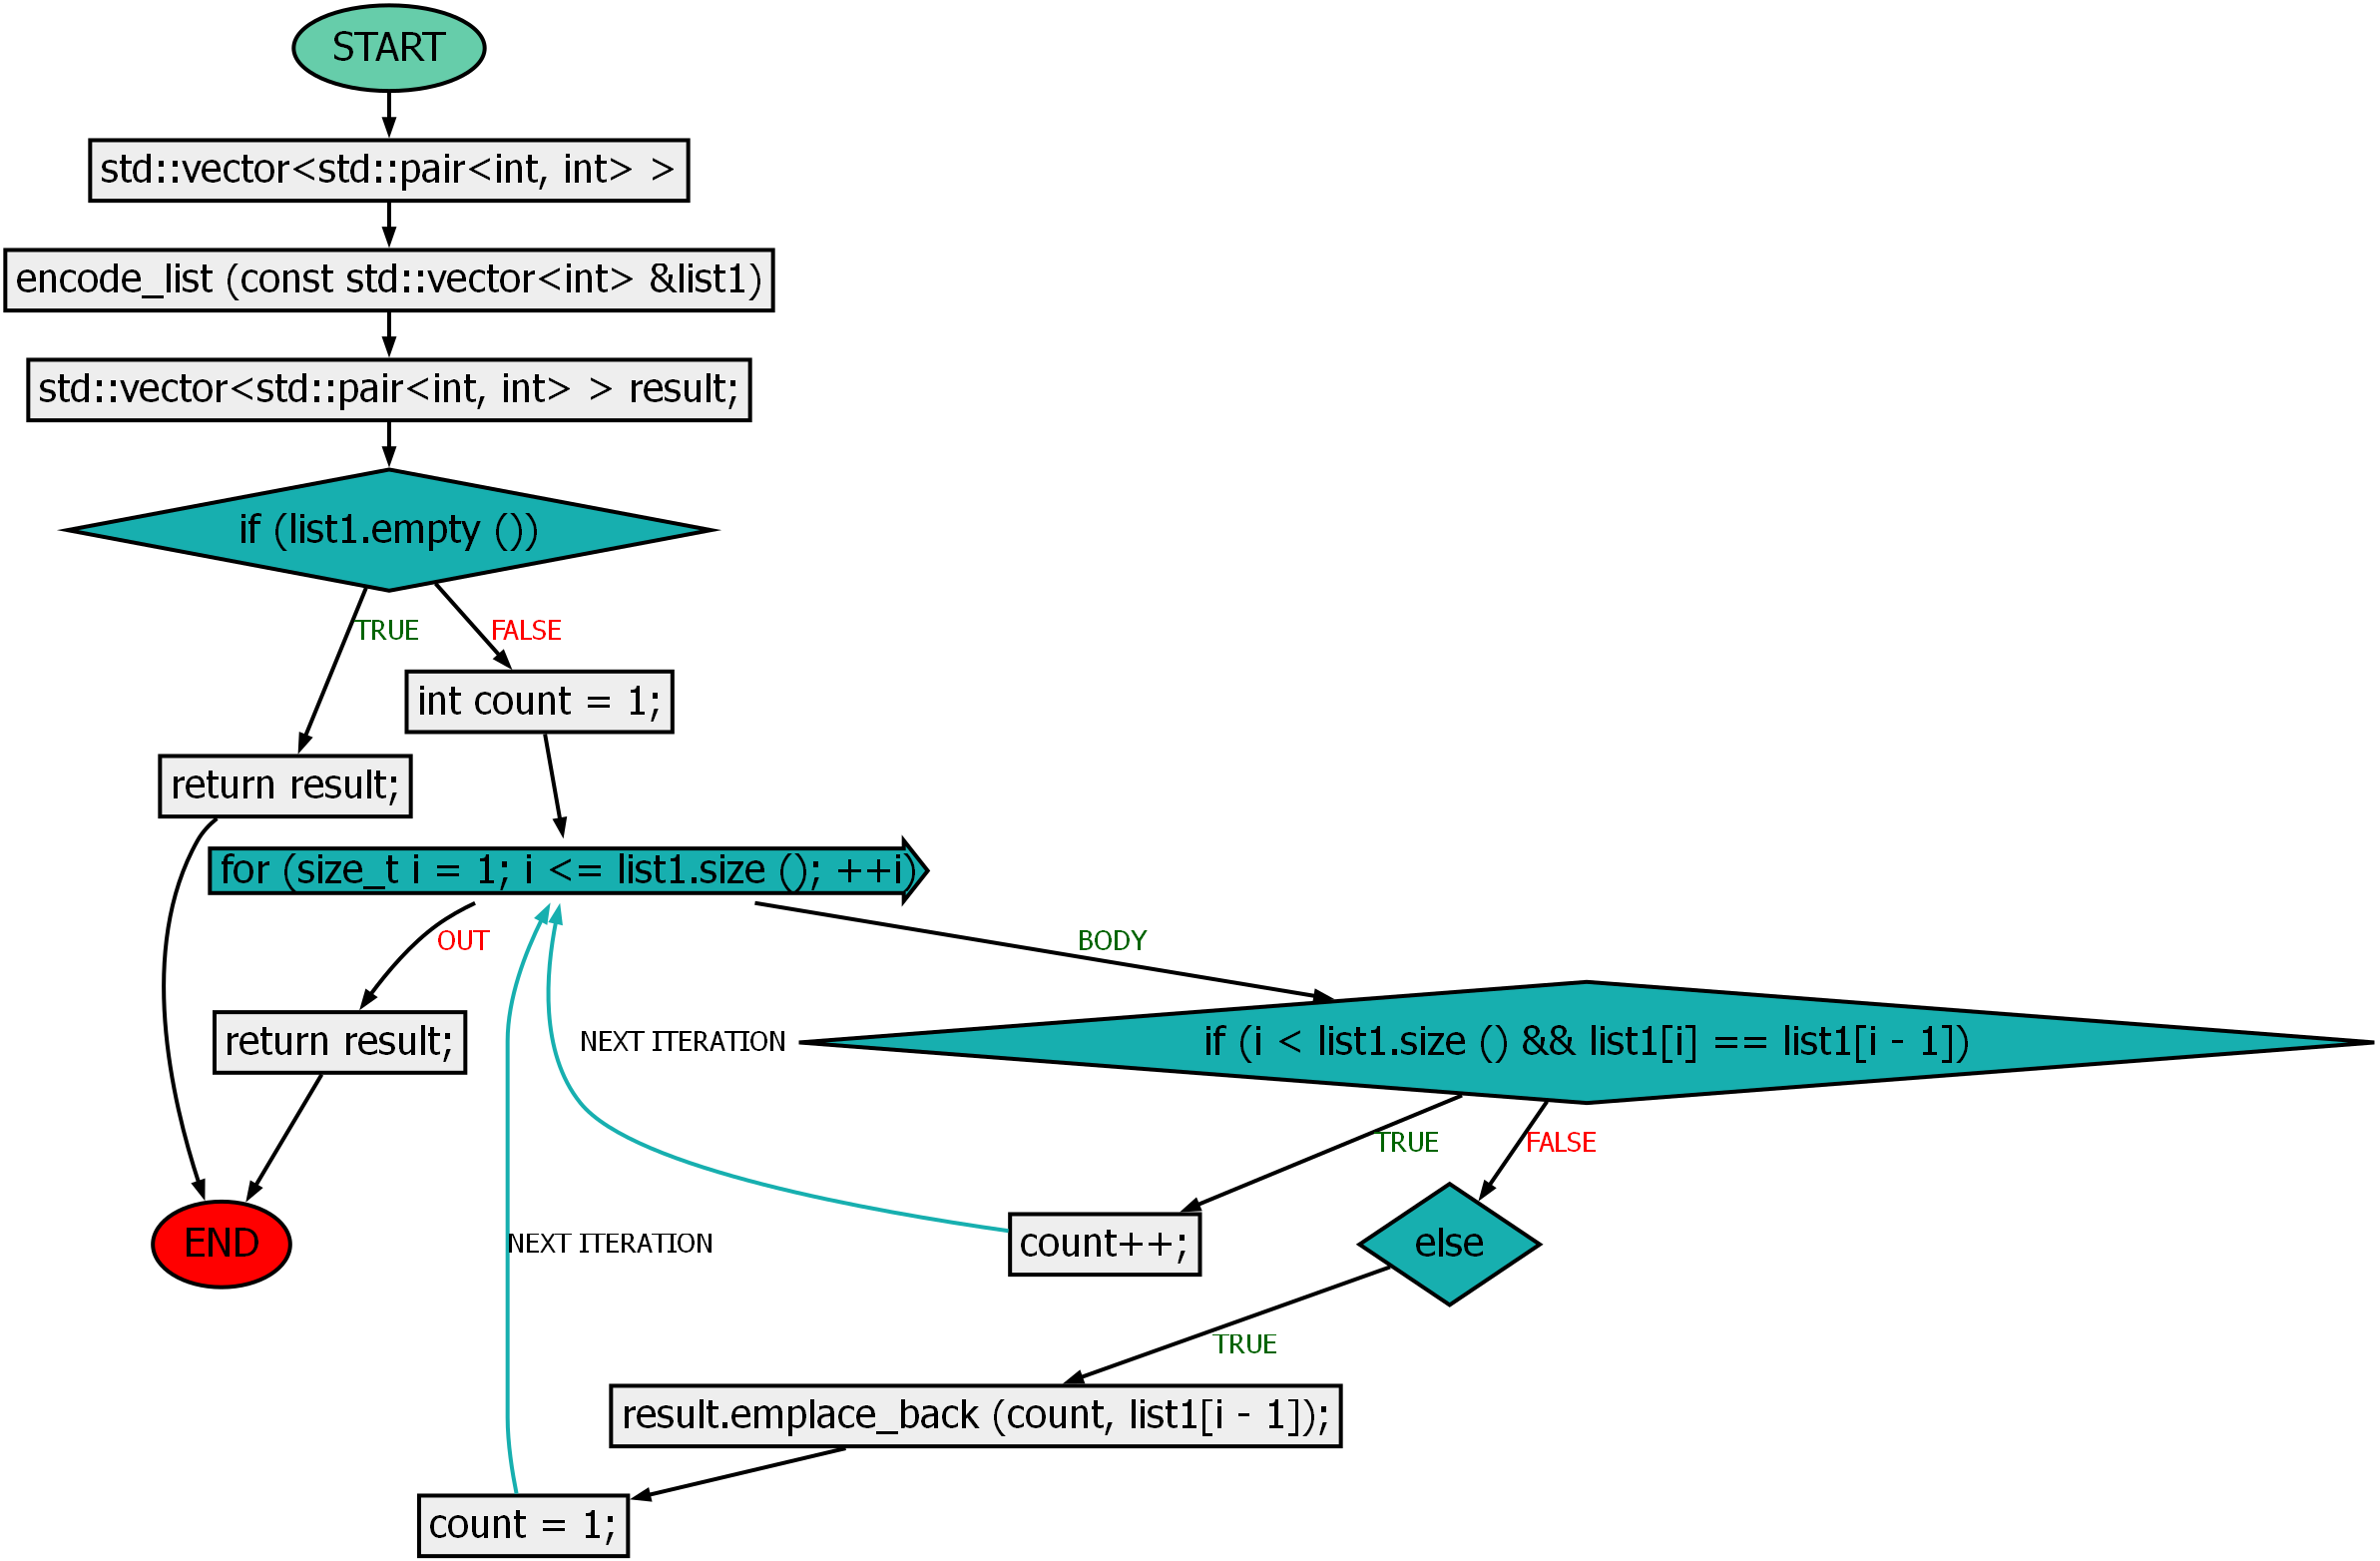 START
std::vector<std::pair<int, int> >
encode_list (const std::vector<int> &list1)
std::vector<std::pair<int, int> > result;
if (list1.empty ())
TRUE
FALSE
int count = 1;
return result;
for (size_t i = 1; i <= list1.size (); ++i)
OUT
BODY
return result;
NEXT ITERATION
if (i < list1.size () && list1[i] == list1[i - 1])
TRUE
FALSE
END
NEXT ITERATION
count++;
else
TRUE
result.emplace_back (count, list1[i - 1]);
count = 1;